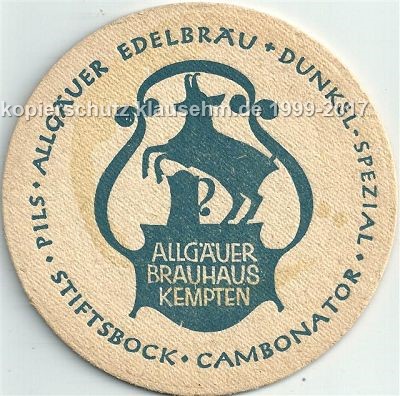 ALLGÄUER EDELBRÄU + DUNKEL-SPEZIAL · CAMBONATOR · STIFTSBOCK · PILS ·
kopierschutz klausehm.de 1999-2017
ALLGÄUER
BRAUHAUS
KEMPTEN